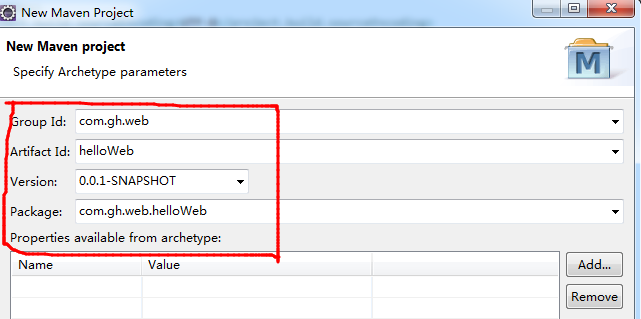 New Maven Project
New Maven project
Specify Archetype parameters
M
Group Id: com.gh.web
Artifact Id: helloWeb
Version: 0.0.1-SNAPSHOT
Package: com.gh.web.helloWeb
Properties available from archetype:
Name Value Add...
Remove